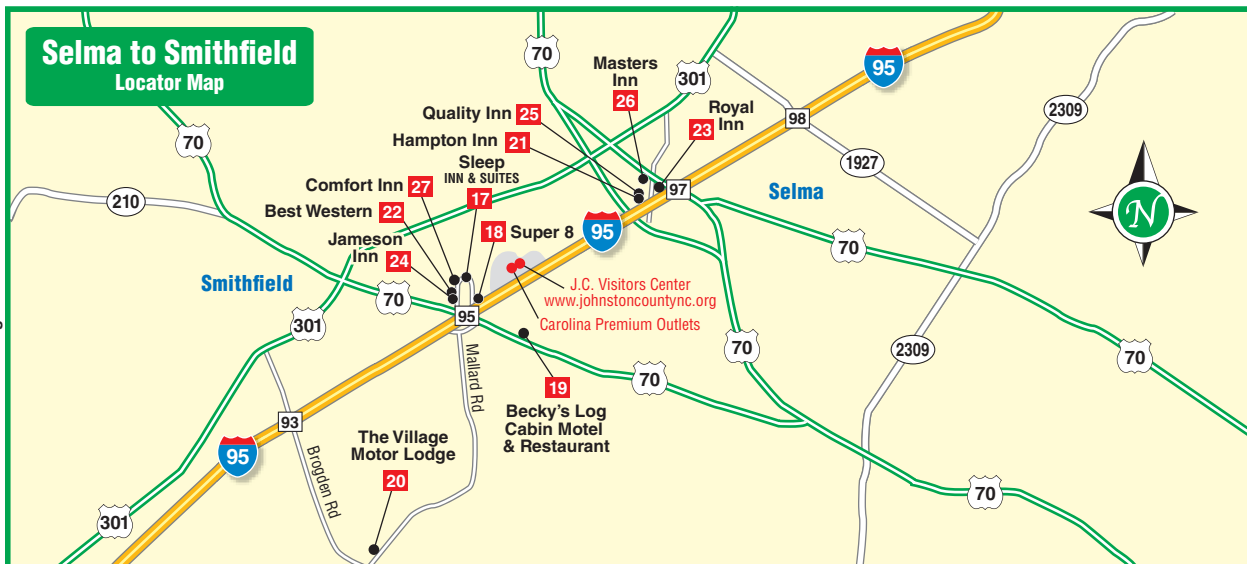 Selma to Smithfield
Locator Map
70
70
301
95
Masters
Inn
26
Quality Inn 25
Royal
Inn
23
98
2309
Hampton Inn 21
1927
Sleep
INN & SUITES
17
Comfort Inn 27
97
Selma
210
Best Western 22
18 Super 8
95
70
Jameson
Inn
24
Smithfield
J.C. Visitors Center
www.johnstoncountync.org
Carolina Premium Outlets
70
95
301
Mallard Rd
70
2309
70
70
19
Becky's Log
Cabin Motel
& Restaurant
93
The Village
Motor Lodge
20
95
Brogden Rd
70
301
N